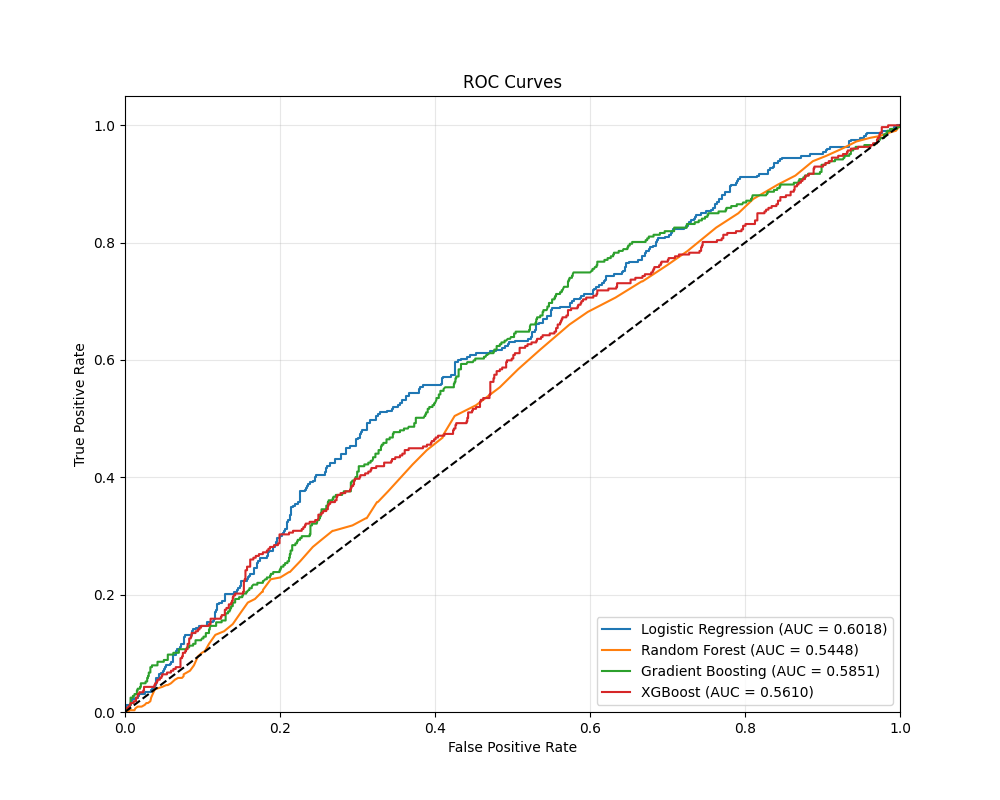 ROC Curves
True Positive Rate
1.0
0.8
0.6
0.4
0.2
0.0
Logistic Regression (AUC = 0.6018)
Random Forest (AUC = 0.5448)
Gradient Boosting (AUC = 0.5851)
XGBoost (AUC = 0.5610)
0.0 0.2 0.4 0.6 0.8 1.0
False Positive Rate